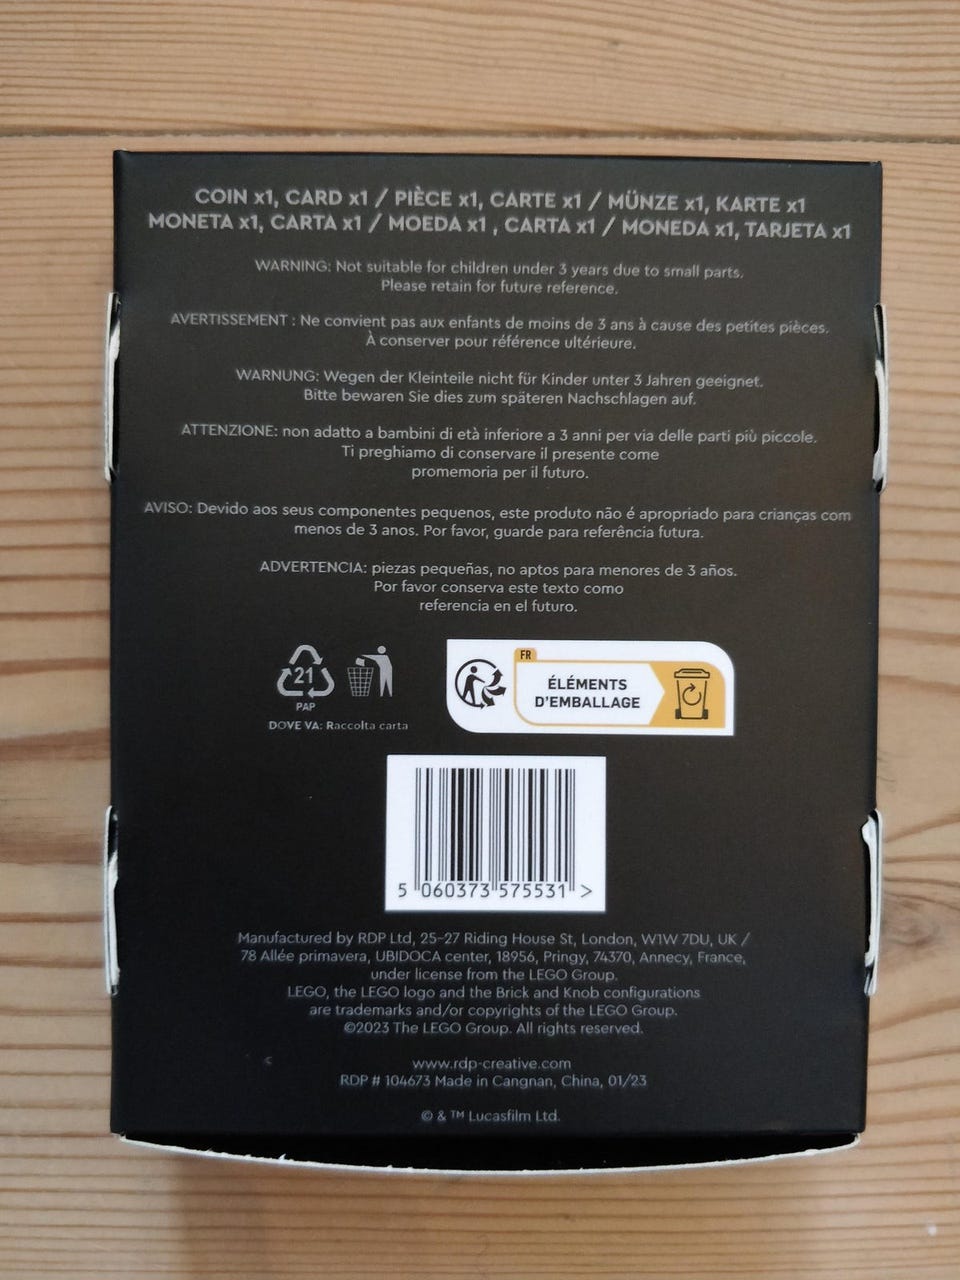 COIN x1, CARD x1 / PIÈCE x1, CARTE x1 / MÜNZE x1, KARTE x1
MONETA x1, CARTA x1 / MOEDA x1 , CARTA x1 / MONEDA x1, TARJETA x1
WARNING: Not suitable for children under 3 years due to small parts.
Please retain for future reference.
AVERTISSEMENT : Ne convient pas aux enfants de moins de 3 ans à cause des petites pièces.
À conserver pour référence ultérieure.
WARNUNG: Wegen der Kleinteile nicht für Kinder unter 3 Jahren geeignet.
Bitte bewaren Sie dies zum späteren Nachschlagen auf.
ATTENZIONE: non adatto a bambini di età inferiore a 3 anni per via delle parti più piccole.
Ti preghiamo di conservare il presente come
promemoria per il futuro.
AVISO: Devido aos seus componentes pequenos, este produto não é apropriado para crianças com
menos de 3 anos. Por favor, guarde para referência futura.
ADVERTENCIA: piezas pequeñas, no aptos para menores de 3 años.
Por favor conserva este texto como
referencia en el futuro.
21
PAP
DOVE VA: Raccolta carta
FR
ÉLÉMENTS
D'EMBALLAGE
5 060373 575531 >
Manufactured by RDP Ltd, 25-27 Riding House St, London, W1W 7DU, UK /
78 Allée primavera, UBIDOCA center, 18956, Pringy, 74370, Annecy, France,
under license from the LEGO Group.
LEGO, the LEGO logo and the Brick and Knob configurations
are trademarks and/or copyrights of the LEGO Group.
©2023 The LEGO Group. All rights reserved.
www.rdp-creative.com
RDP # 104673 Made in Cangnan, China, 01/23
© & ™ Lucasfilm Ltd.